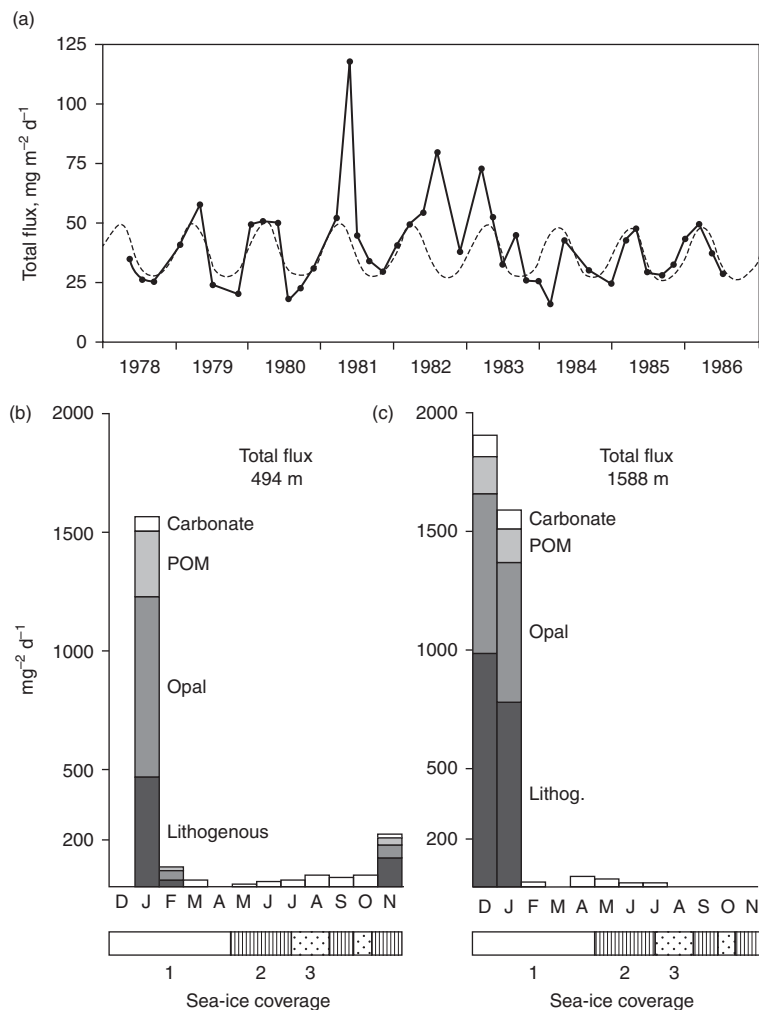 (a)
125
100
75
50
25
0
Total flux, mg m⁻² d⁻¹
1978 1979 1980 1981 1982 1983 1984 1985 1986
(b)
2000
1500
1000
500
200
mg⁻² d⁻¹
Total flux
494 m
Carbonate
POM
Opal
Lithogenous
D J F M A M J J A S O N
1 2 3
Sea-ice coverage
(c)
2000
1500
1000
500
200
Total flux
1588 m
Carbonate
POM
Opal
Lithog.
D J F M A M J J A S O N
1 2 3
Sea-ice coverage